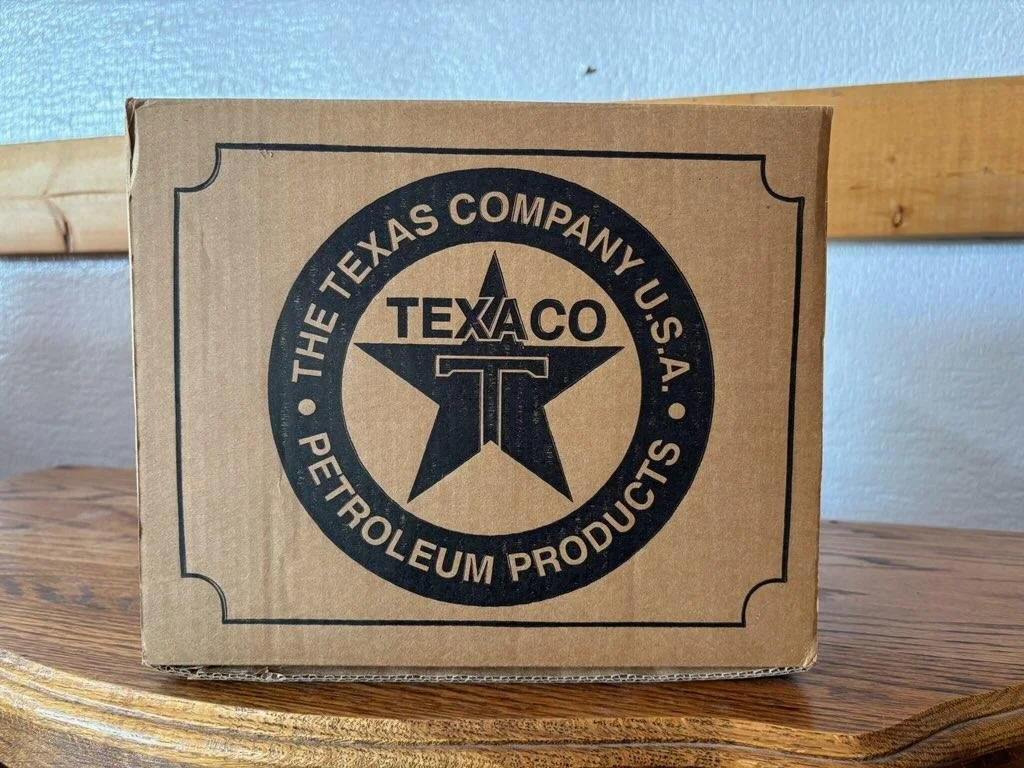 THE TEXAS COMPANY U.S.A.
TEXACO
T
PETROLEUM PRODUCTS